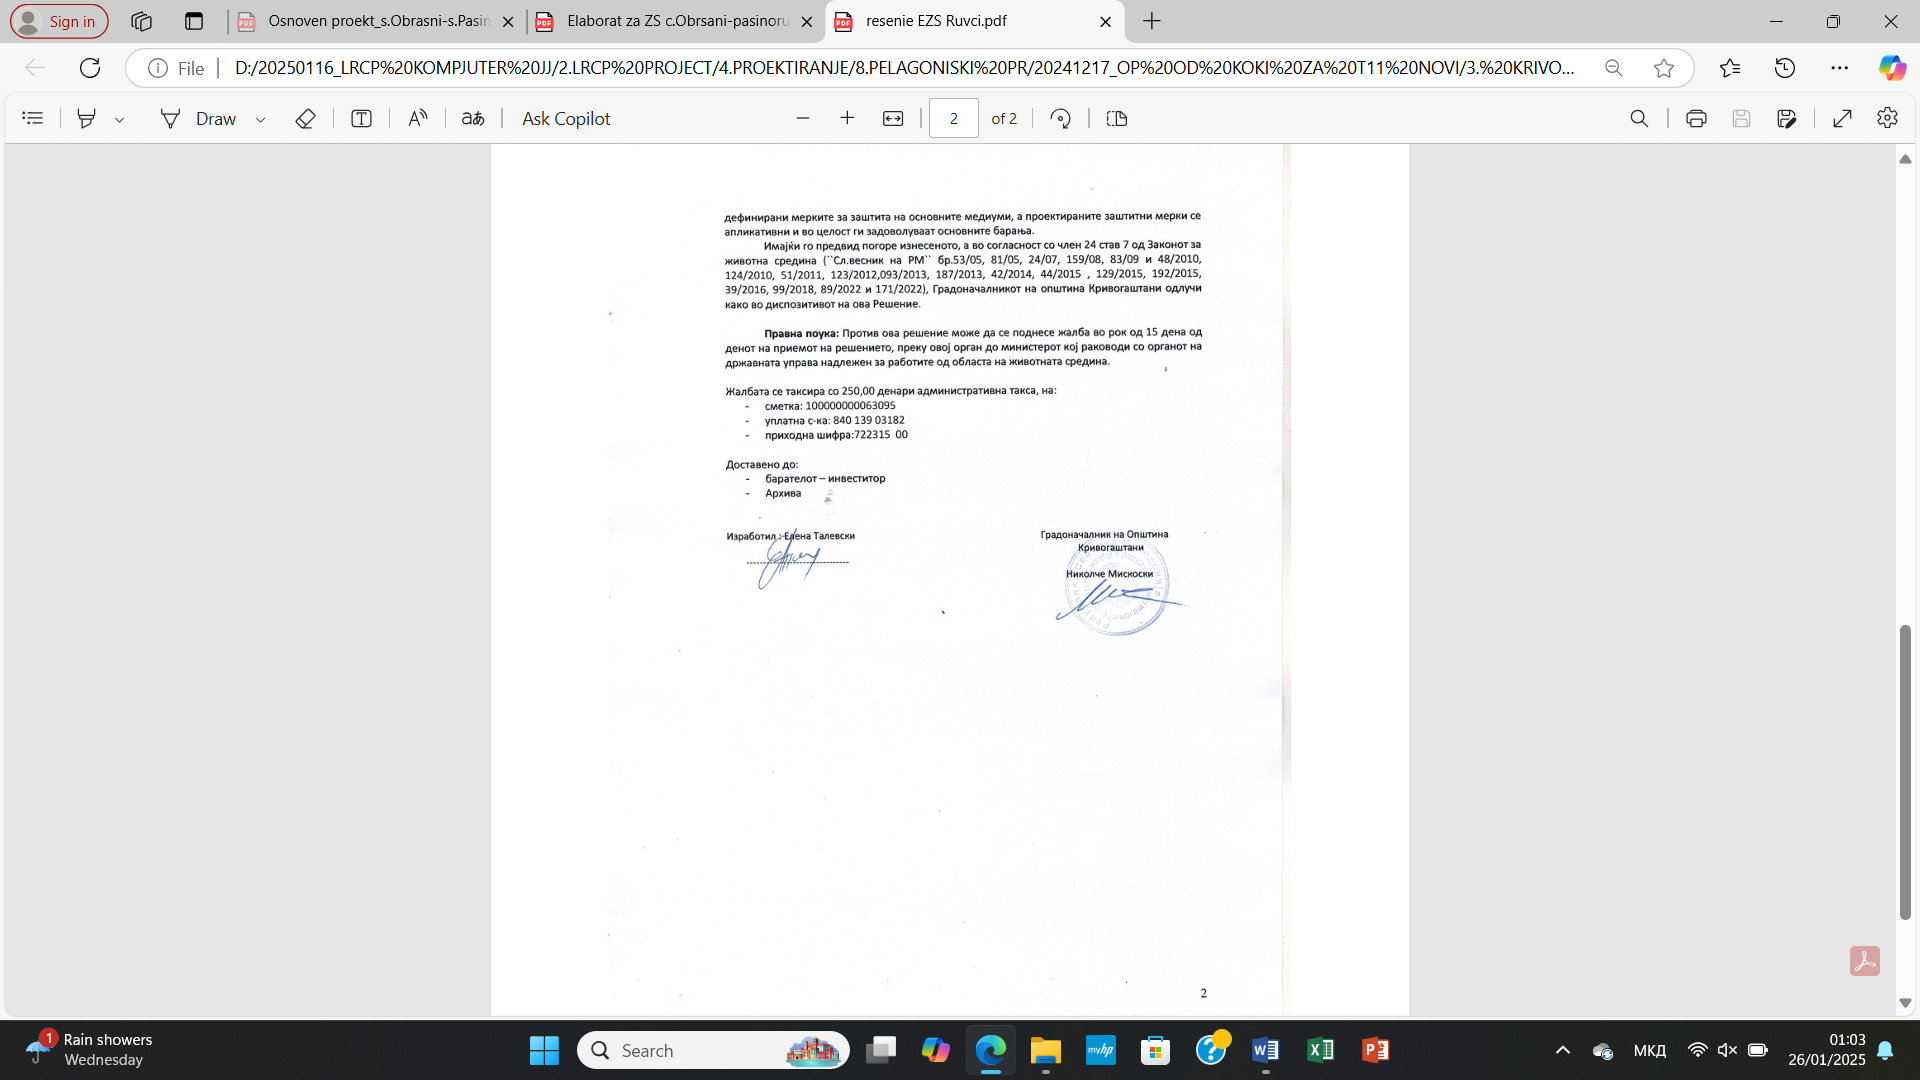 Sign in
Osnoven proekt_s.Obrasni-s.Pasin
Elaborat za ZS c.Obrsani-pasinoru
resenie EZS Ruvci.pdf
File
D:/20250116_LRCP%20KOMPJUTER%20JJ/2.LRCP%20PROJECT/4.PROEKTIRANJE/8.PELAGONISKI%20PR/20241217_OP%20OD%20KOKI%20ZA%20T11%20NOVI/3.%20KRIVO...
Draw
Ask Copilot
2
of 2
дефинирани мерките за заштита на основните медиуми, а проектираните заштитни мерки се
апликативни и во целост ги задоволуваат основните барања.
Имајќи го предвид погоре изнесеното, а во согласност со член 24 став 7 од Законот за
животна средина (``Сл.весник на РМ`` бр.53/05, 81/05, 24/07, 159/08, 83/09 и 48/2010,
124/2010, 51/2011, 123/2012,093/2013, 187/2013, 42/2014, 44/2015 , 129/2015, 192/2015,
39/2016, 99/2018, 89/2022 и 171/2022), Градоначалникот на општина Кривогаштани одлучи
како во диспозитивот на ова Решение.
Правна поука: Против ова решение може да се поднесе жалба во рок од 15 дена од
денот на приемот на решението, преку овој орган до министерот кој раководи со органот на
државната управа надлежен за работите од областа на животната средина.
Жалбата се таксира со 250,00 денари административна такса, на:
- сметка: 100000000063095
- уплатна с-ка: 840 139 03182
- приходна шифра:722315 00
Доставено до:
- барателот – инвеститор
- Архива
Изработил : Елена Талевски
Градоначалник на Општина
Кривогаштани
Николче Мискоски
2
1
Rain showers
Wednesday
Search
МКД
01:03
26/01/2025